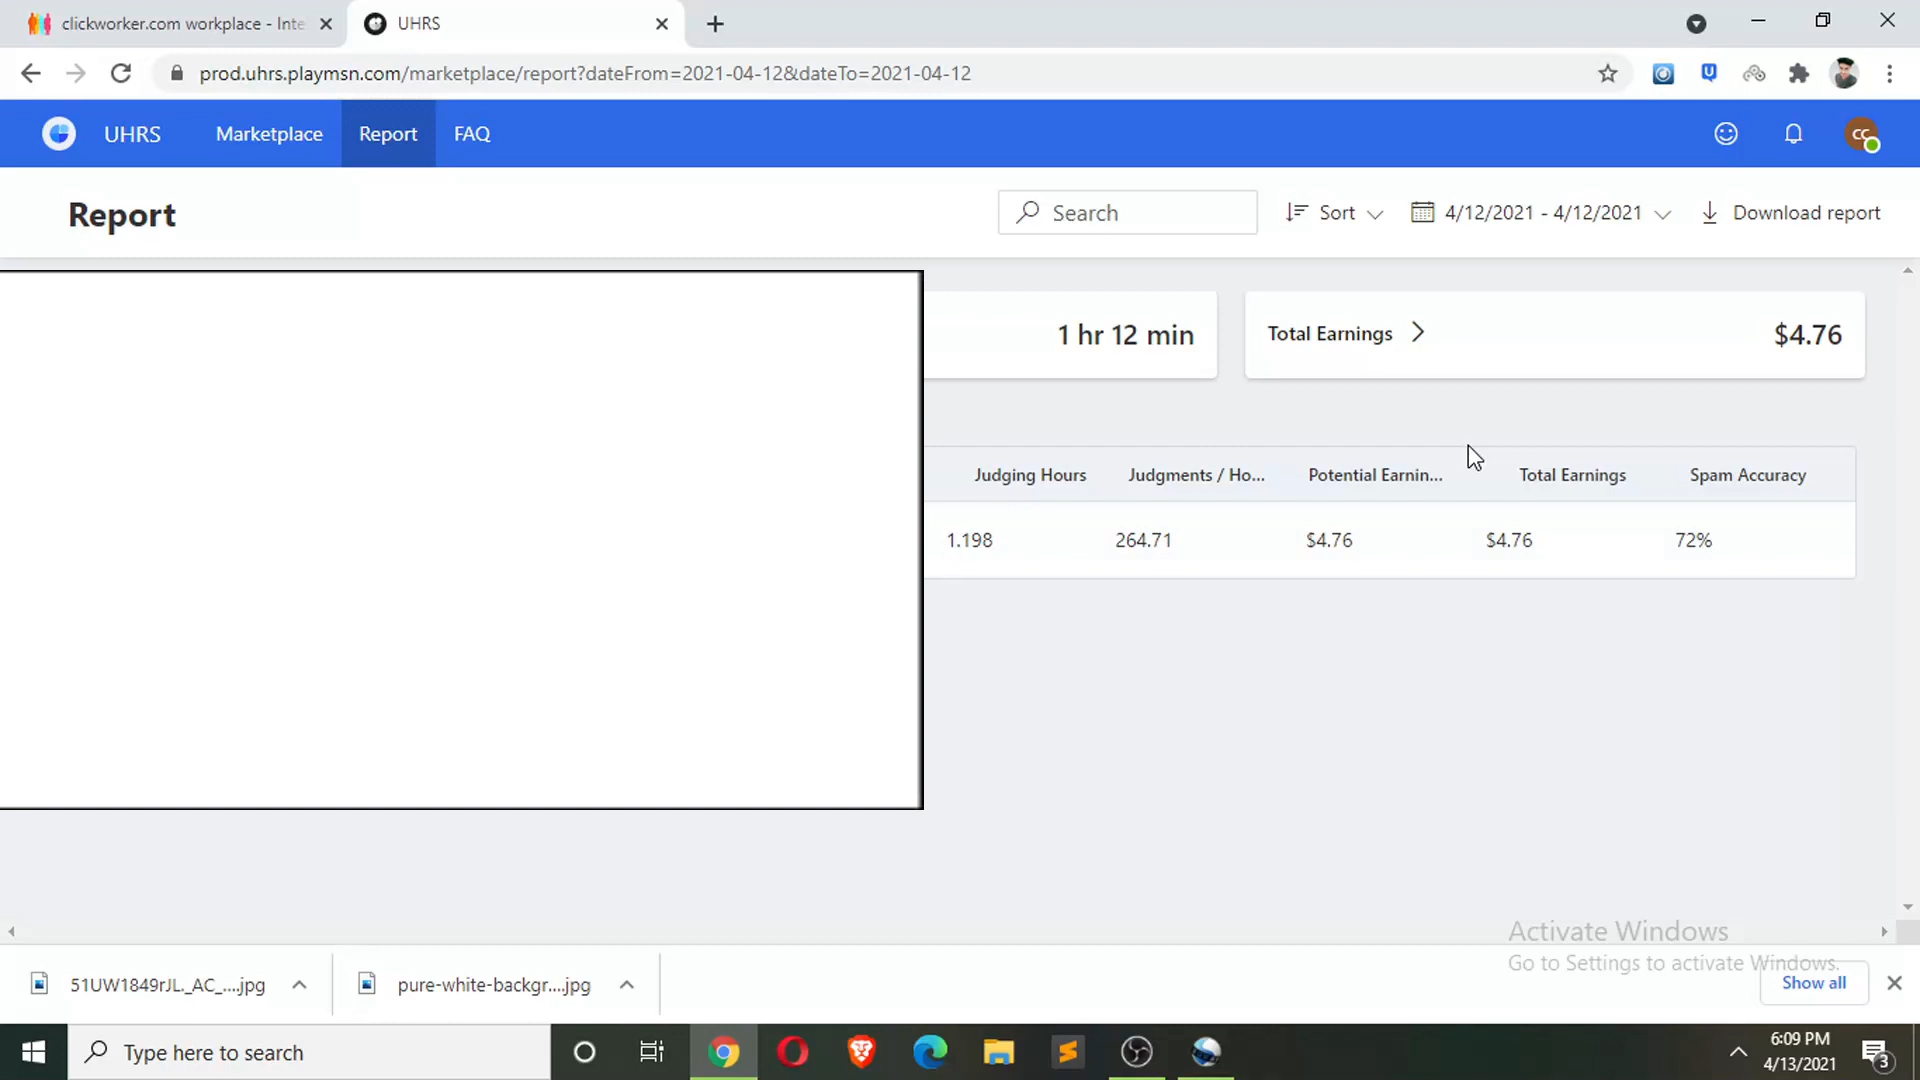 clickworker.com workplace - Inte
UHRS
prod.uhrs.playmsn.com/marketplace/report?dateFrom=2021-04-12&dateTo=2021-04-12
UHRS Marketplace Report FAQ
CC
Report
Search
Sort
4/12/2021 - 4/12/2021
Download report
1 hr 12 min
Total Earnings
$4.76
Judging Hours Judgments / Ho... Potential Earnin... Total Earnings Spam Accuracy
1.198 264.71 $4.76 $4.76 72%
Activate Windows
Go to Settings to activate Windows.
51UW1849rJL._AC_....jpg
pure-white-backgr....jpg
Show all
Type here to search
6:09 PM
4/13/2021
3